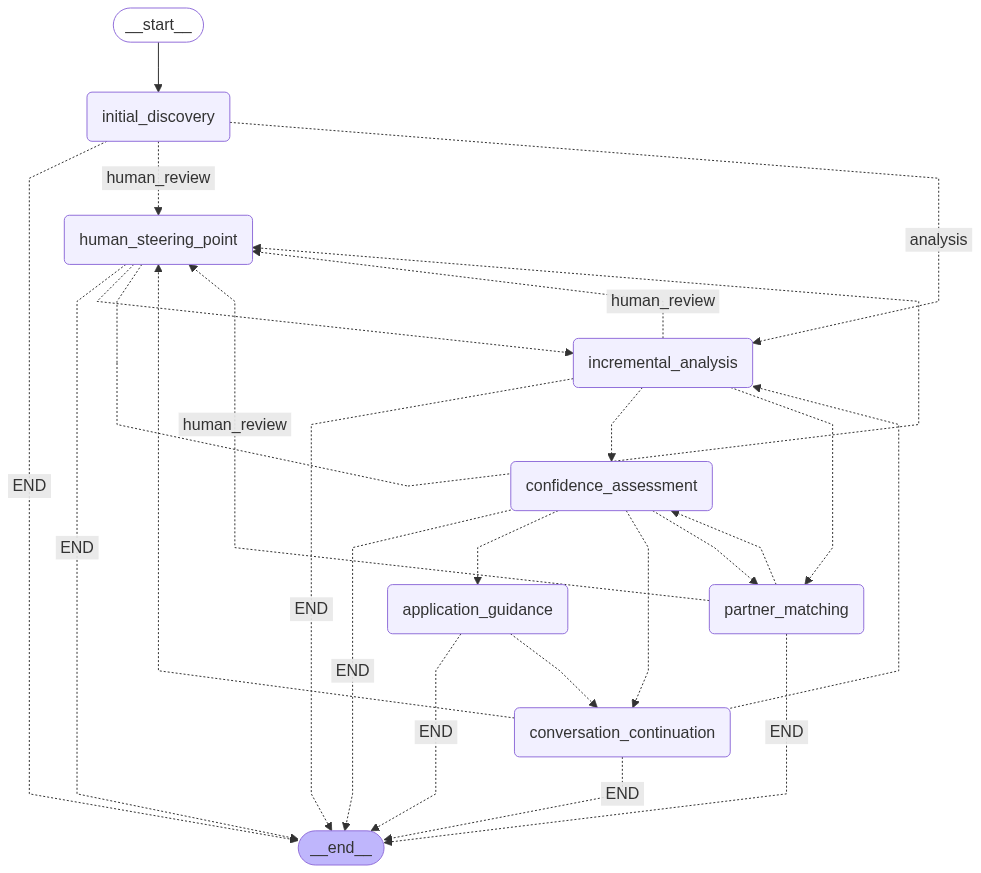 __start__
initial_discovery
human_review
human_steering_point
analysis
human_review
incremental_analysis
human_review
END
confidence_assessment
END
END
application_guidance
partner_matching
END
END
conversation_continuation
END
END
__end__